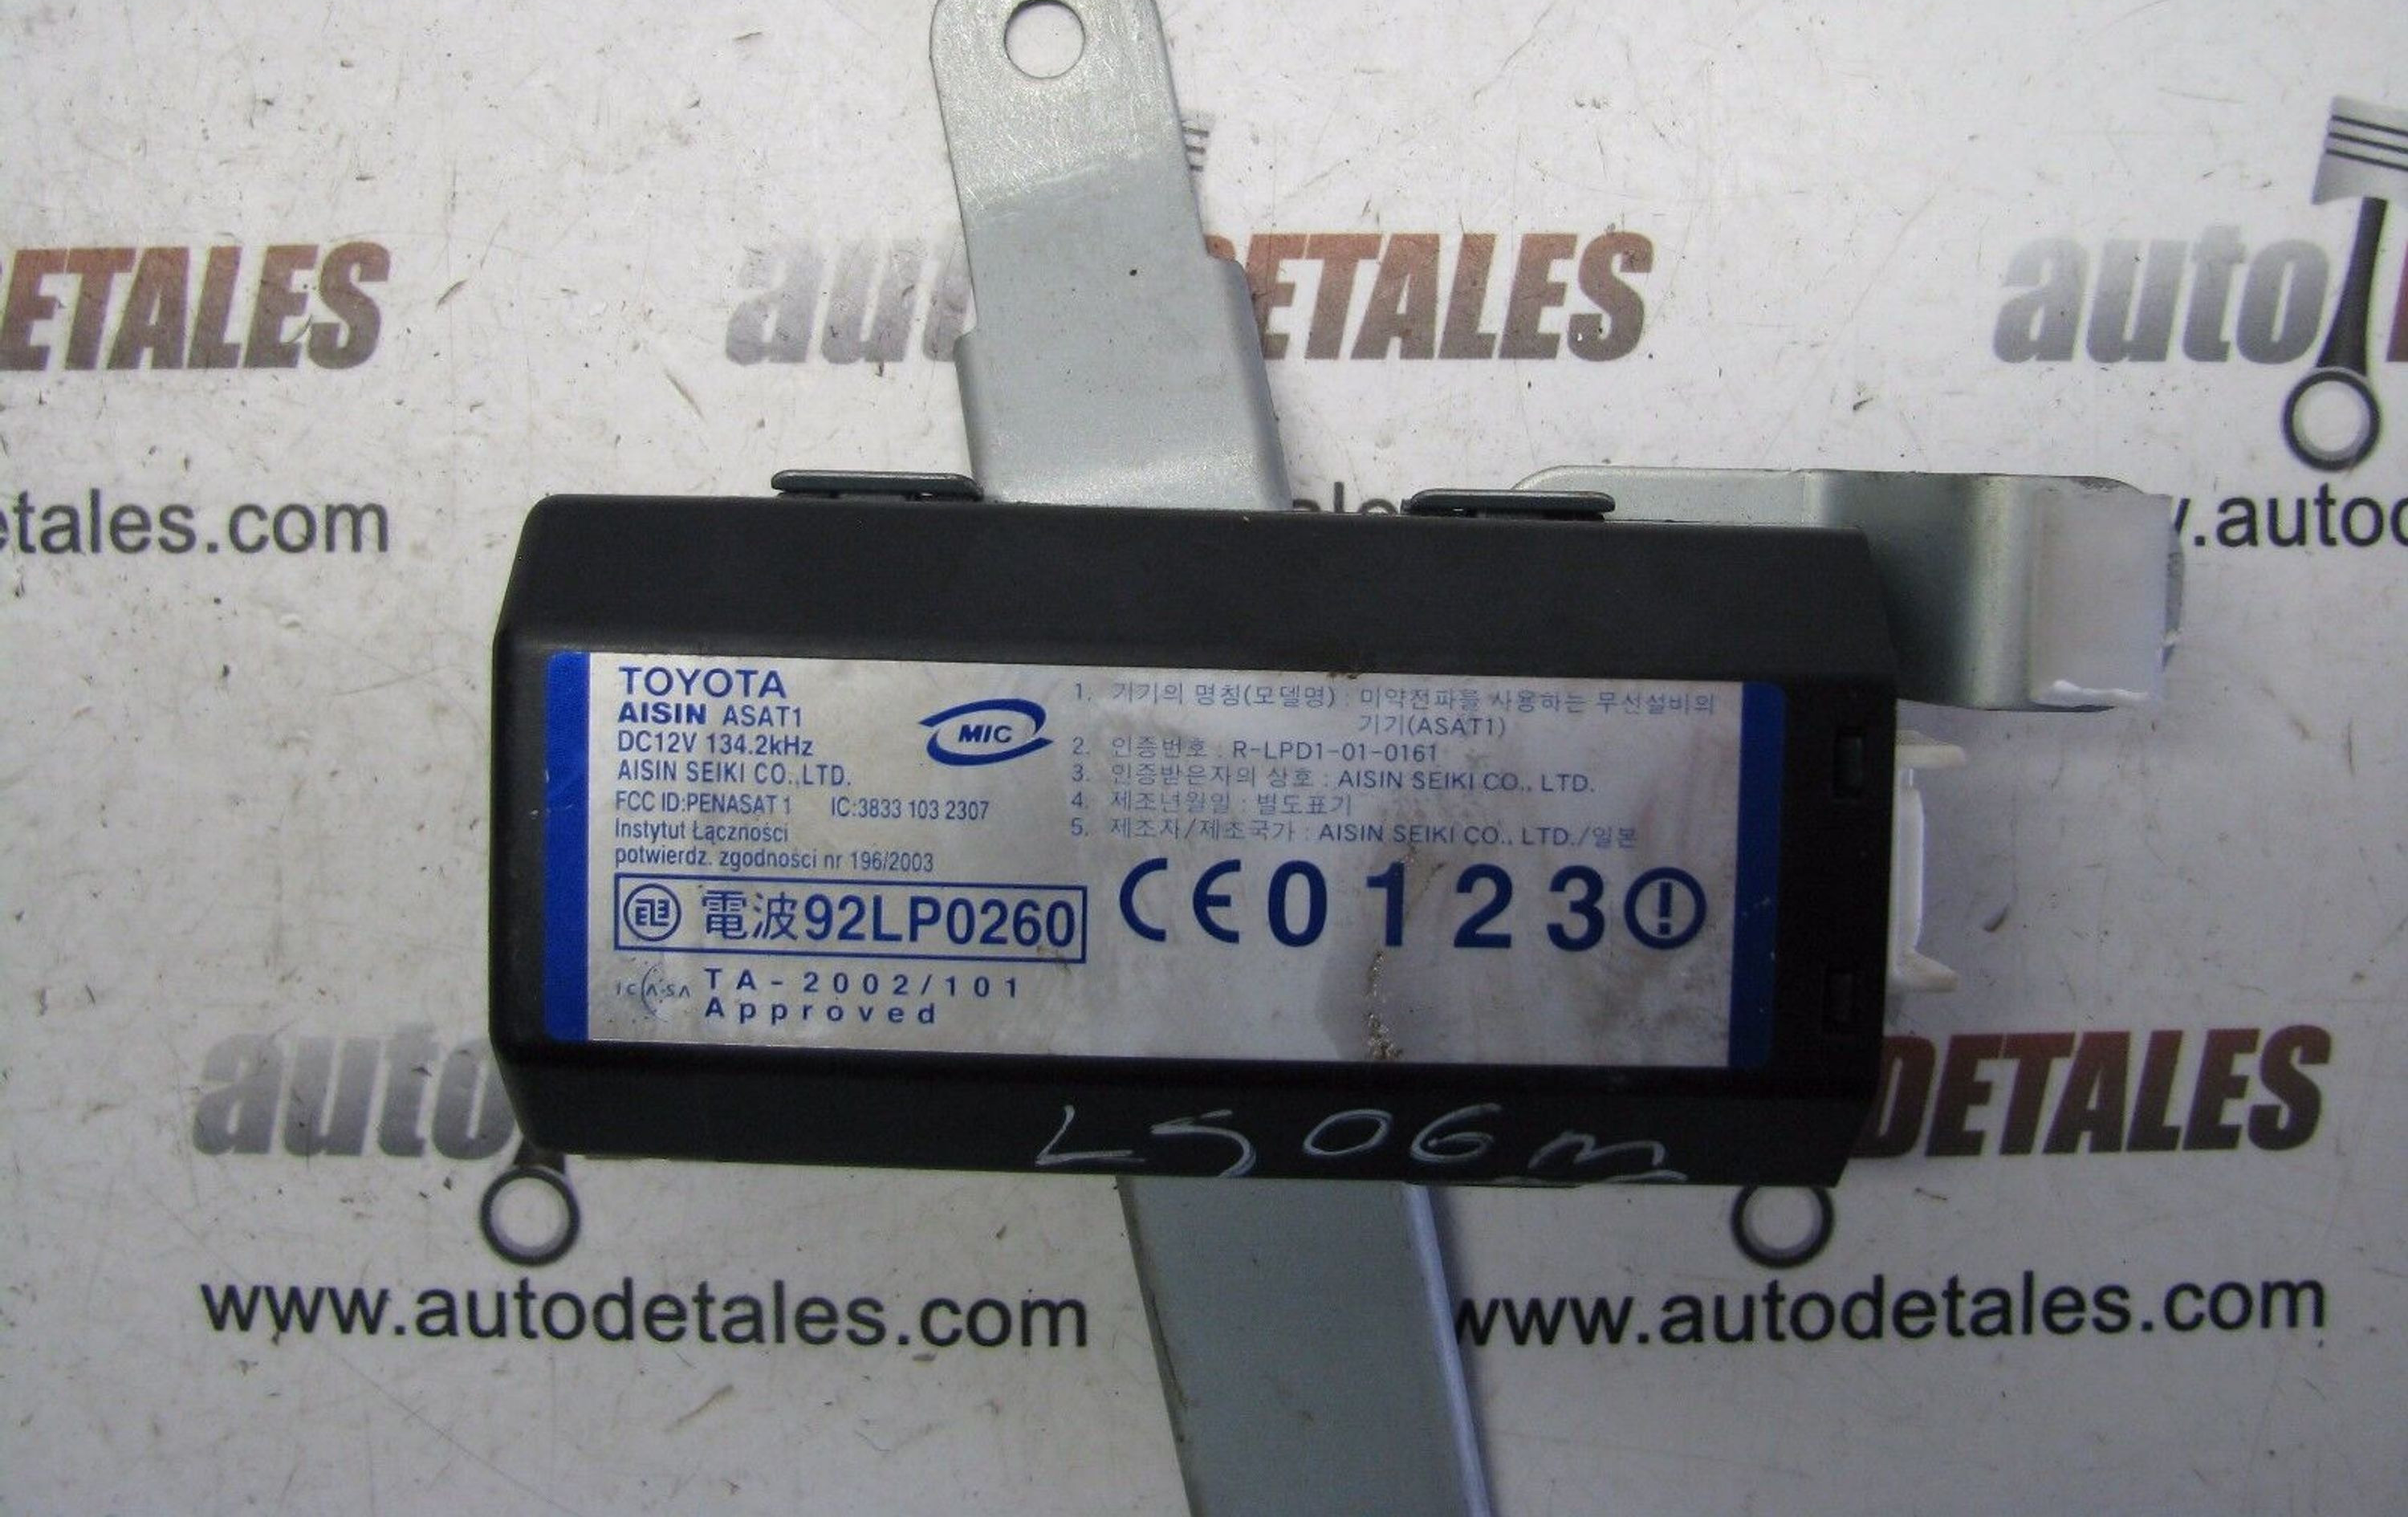 DETALES
auto DETALES
auto
etales.com
.auto
TOYOTA
AISIN ASAT1
DC12V 134.2kHz
AISIN SEIKI CO.,LTD.
FCC ID:PENASAT 1 IC:3833 103 2307
Instytut Łączności
potwierdz. zgodności nr 196/2003
電波92LP0260
ICASA TA-2002/101
Approved
MIC
1. 기기의 명칭(모델명) : 미약전파를 사용하는 무선설비의
기기(ASAT1)
2. 인증번호 : R-LPD1-01-0161
3. 인증받은자의 상호 : AISIN SEIKI CO., LTD.
4. 제조년월일 : 별도표기
5. 제조자/제조국가 : AISIN SEIKI CO., LTD./일본
CE0123
LS 06 m
auto
DETALES
www.autodetales.com
www.autodetales.com